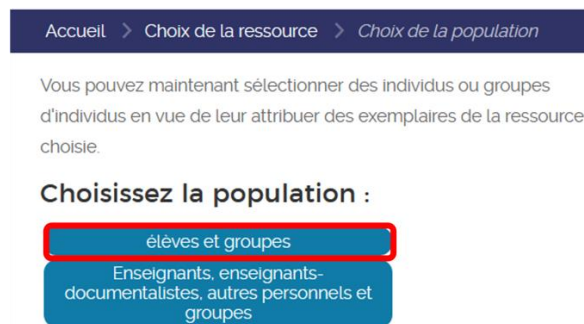 Accueil > Choix de la ressource > Choix de la population
Vous pouvez maintenant sélectionner des individus ou groupes
d'individus en vue de leur attribuer des exemplaires de la ressource
choisie.
Choisissez la population :
élèves et groupes
Enseignants, enseignants-
documentalistes, autres personnels et
groupes